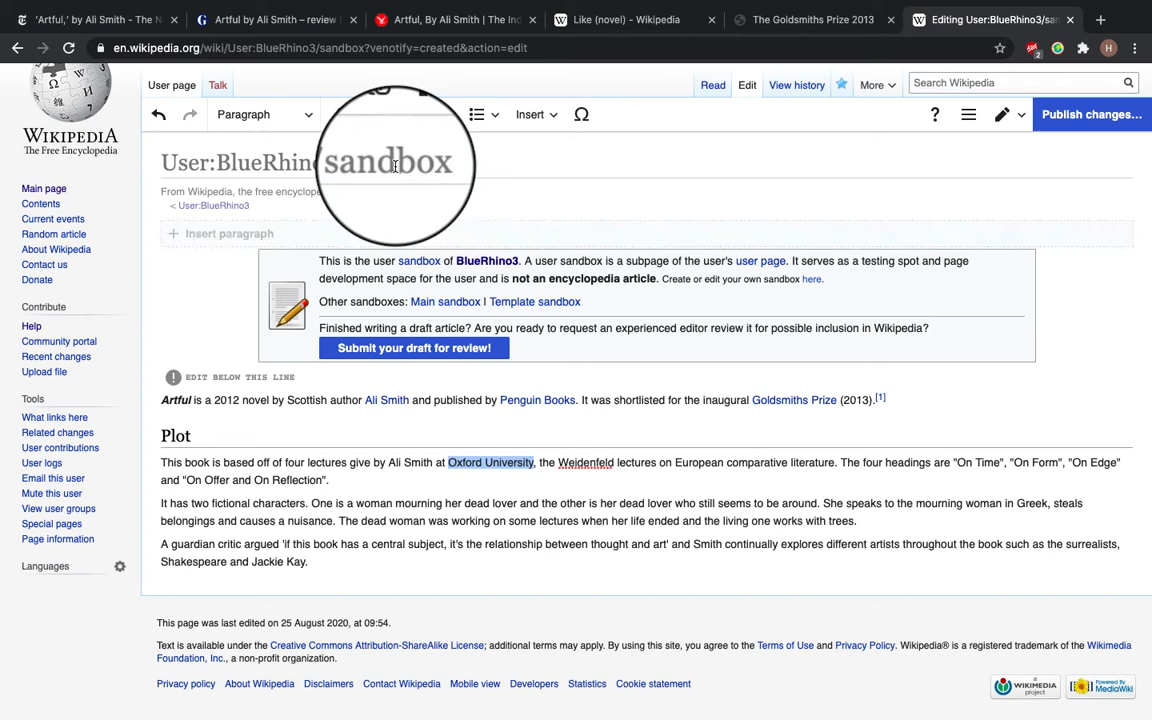 'Artful,' by Ali Smith - The N
Artful by Ali Smith – review |
Artful, By Ali Smith | The Ind
Like (novel) - Wikipedia
The Goldsmiths Prize 2013
Editing User:BlueRhino3/san
en.wikipedia.org/wiki/User:BlueRhino3/sandbox?venotify=created&action=edit
2
H
WIKIPEDIA
The Free Encyclopedia
User page
Talk
Read
Edit
View history
More
Search Wikipedia
Paragraph
Insert
Ω
?
Publish changes...
User:BlueRhino3/sandbox
From Wikipedia, the free encyclope
< User:BlueRhino3
Insert paragraph
This is the user sandbox of BlueRhino3. A user sandbox is a subpage of the user's user page. It serves as a testing spot and page
development space for the user and is not an encyclopedia article. Create or edit your own sandbox here.
Other sandboxes: Main sandbox | Template sandbox
Finished writing a draft article? Are you ready to request an experienced editor review it for possible inclusion in Wikipedia?
Submit your draft for review!
EDIT BELOW THIS LINE
Artful is a 2012 novel by Scottish author Ali Smith and published by Penguin Books. It was shortlisted for the inaugural Goldsmiths Prize (2013).[1]
Plot
This book is based off of four lectures give by Ali Smith at Oxford University, the Weidenfeld lectures on European comparative literature. The four headings are "On Time", "On Form", "On Edge"
and "On Offer and On Reflection".
It has two fictional characters. One is a woman mourning her dead lover and the other is her dead lover who still seems to be around. She speaks to the mourning woman in Greek, steals
belongings and causes a nuisance. The dead woman was working on some lectures when her life ended and the living one works with trees.
A guardian critic argued 'if this book has a central subject, it's the relationship between thought and art' and Smith continually explores different artists throughout the book such as the surrealists,
Shakespeare and Jackie Kay.
Main page
Contents
Current events
Random article
About Wikipedia
Contact us
Donate
Contribute
Help
Community portal
Recent changes
Upload file
Tools
What links here
Related changes
User contributions
User logs
Email this user
Mute this user
View user groups
Special pages
Page information
Languages
This page was last edited on 25 August 2020, at 09:54.
Text is available under the Creative Commons Attribution-ShareAlike License; additional terms may apply. By using this site, you agree to the Terms of Use and Privacy Policy. Wikipedia® is a registered trademark of the Wikimedia
Foundation, Inc., a non-profit organization.
Privacy policy
About Wikipedia
Disclaimers
Contact Wikipedia
Mobile view
Developers
Statistics
Cookie statement
WIKIMEDIA
project
Powered By
MediaWiki